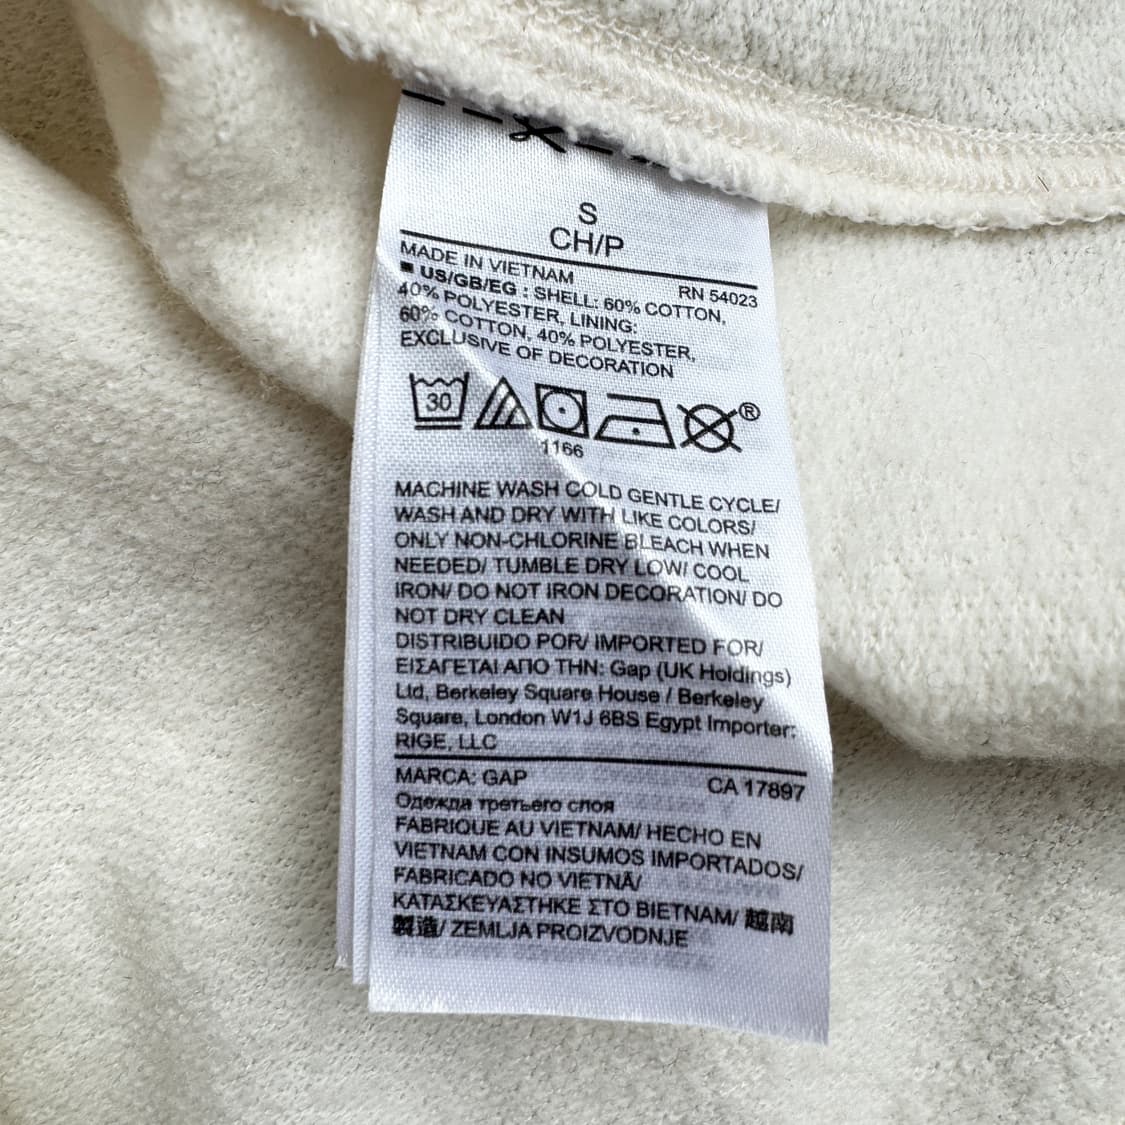 S
CH/P
MADE IN VIETNAM
RN 54023
■ US/GB/EG : SHELL: 60% COTTON,
40% POLYESTER, LINING:
60% COTTON, 40% POLYESTER,
EXCLUSIVE OF DECORATION
30
®
1166
MACHINE WASH COLD GENTLE CYCLE/
WASH AND DRY WITH LIKE COLORS/
ONLY NON-CHLORINE BLEACH WHEN
NEEDED/ TUMBLE DRY LOW/ COOL
IRON/ DO NOT IRON DECORATION/ DO
NOT DRY CLEAN
DISTRIBUIDO POR/ IMPORTED FOR/
ΕΙΣΑΓΕΤΑΙ ΑΠΟ ΤΗΝ: Gap (UK Holdings)
Ltd, Berkeley Square House / Berkeley
Square, London W1J 6BS Egypt Importer:
RIGE, LLC
MARCA: GAP
CA 17897
Одежда третьего слоя
FABRIQUE AU VIETNAM/ HECHO EN
VIETNAM CON INSUMOS IMPORTADOS/
FABRICADO NO VIETNÃ/
ΚΑΤΑΣΚΕΥΑΣΤΗΚΕ ΣΤΟ ΒΙΕΤΝΑΜ/ 越南
製造/ ZEMLJA PROIZVODNJE